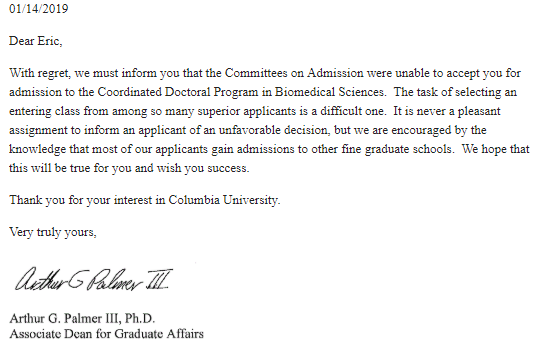 01/14/2019
Dear Eric,
With regret, we must inform you that the Committees on Admission were unable to accept you for
admission to the Coordinated Doctoral Program in Biomedical Sciences.  The task of selecting an
entering class from among so many superior applicants is a difficult one.  It is never a pleasant
assignment to inform an applicant of an unfavorable decision, but we are encouraged by the
knowledge that most of our applicants gain admissions to other fine graduate schools.  We hope that
this will be true for you and wish you success.
Thank you for your interest in Columbia University.
Very truly yours,
Arthur G Palmer III
Arthur G. Palmer III, Ph.D.
Associate Dean for Graduate Affairs